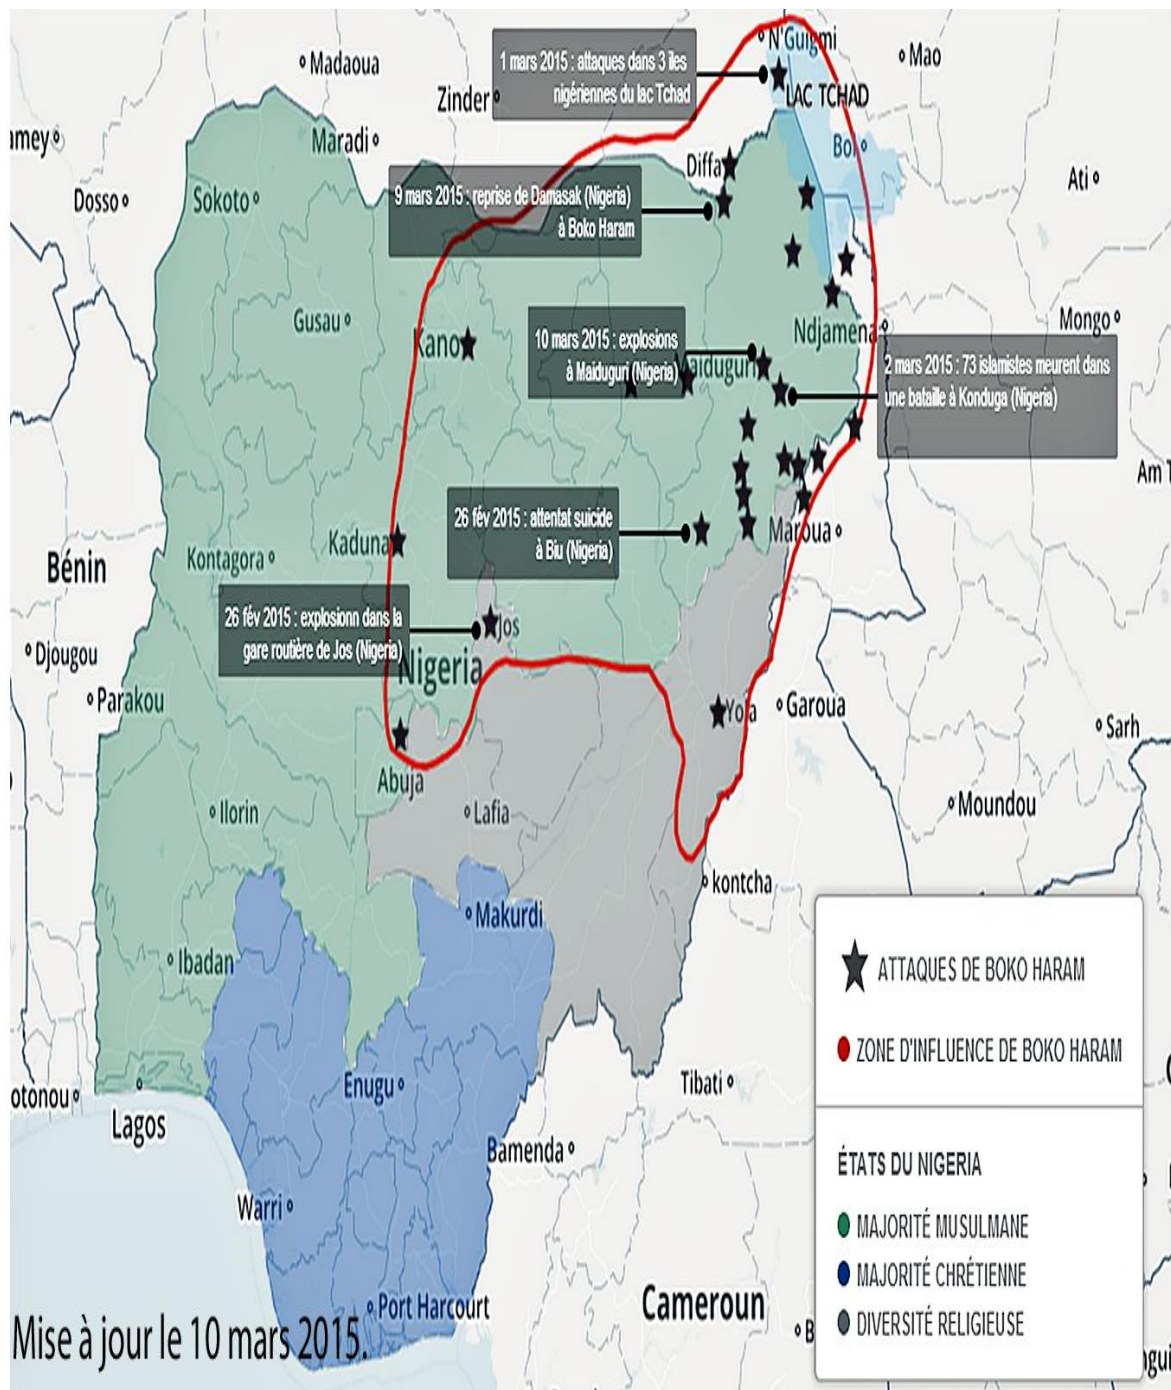 N'Guigmi
Mao
1 mars 2015 : attaques dans 3 îles
nigériennes du lac Tchad
Madaoua
Zinder
LAC TCHAD
amey
Maradi
Bol
Diffa
Ati
Dosso
Sokoto
9 mars 2015 : reprise de Damasak (Nigeria)
à Boko Haram
Gusau
Kano
10 mars 2015 : explosions
à Maiduguri (Nigeria)
aiduguri
Ndjamena
Mongo
2 mars 2015 : 73 islamistes meurent dans
une bataille à Konduga (Nigeria)
Am T
26 fév 2015 : attentat suicide
à Biu (Nigeria)
Maroua
Kaduna
Kontagora
Bénin
26 fév 2015 : explosionn dans la
gare routière de Jos (Nigeria)
Jos
Nigeria
Djougou
Parakou
Yola
Garoua
Sarh
Abuja
Ilorin
Lafia
Moundou
kontcha
Makurdi
Ibadan
ATTAQUES DE BOKO HARAM
ZONE D'INFLUENCE DE BOKO HARAM
Enugu
Tibati
otonou
Lagos
Bamenda
ÉTATS DU NIGERIA
Warri
MAJORITÉ MUSULMANE
MAJORITÉ CHRÉTIENNE
DIVERSITÉ RELIGIEUSE
Port Harcourt
Cameroun
B
ngui
Mise à jour le 10 mars 2015.